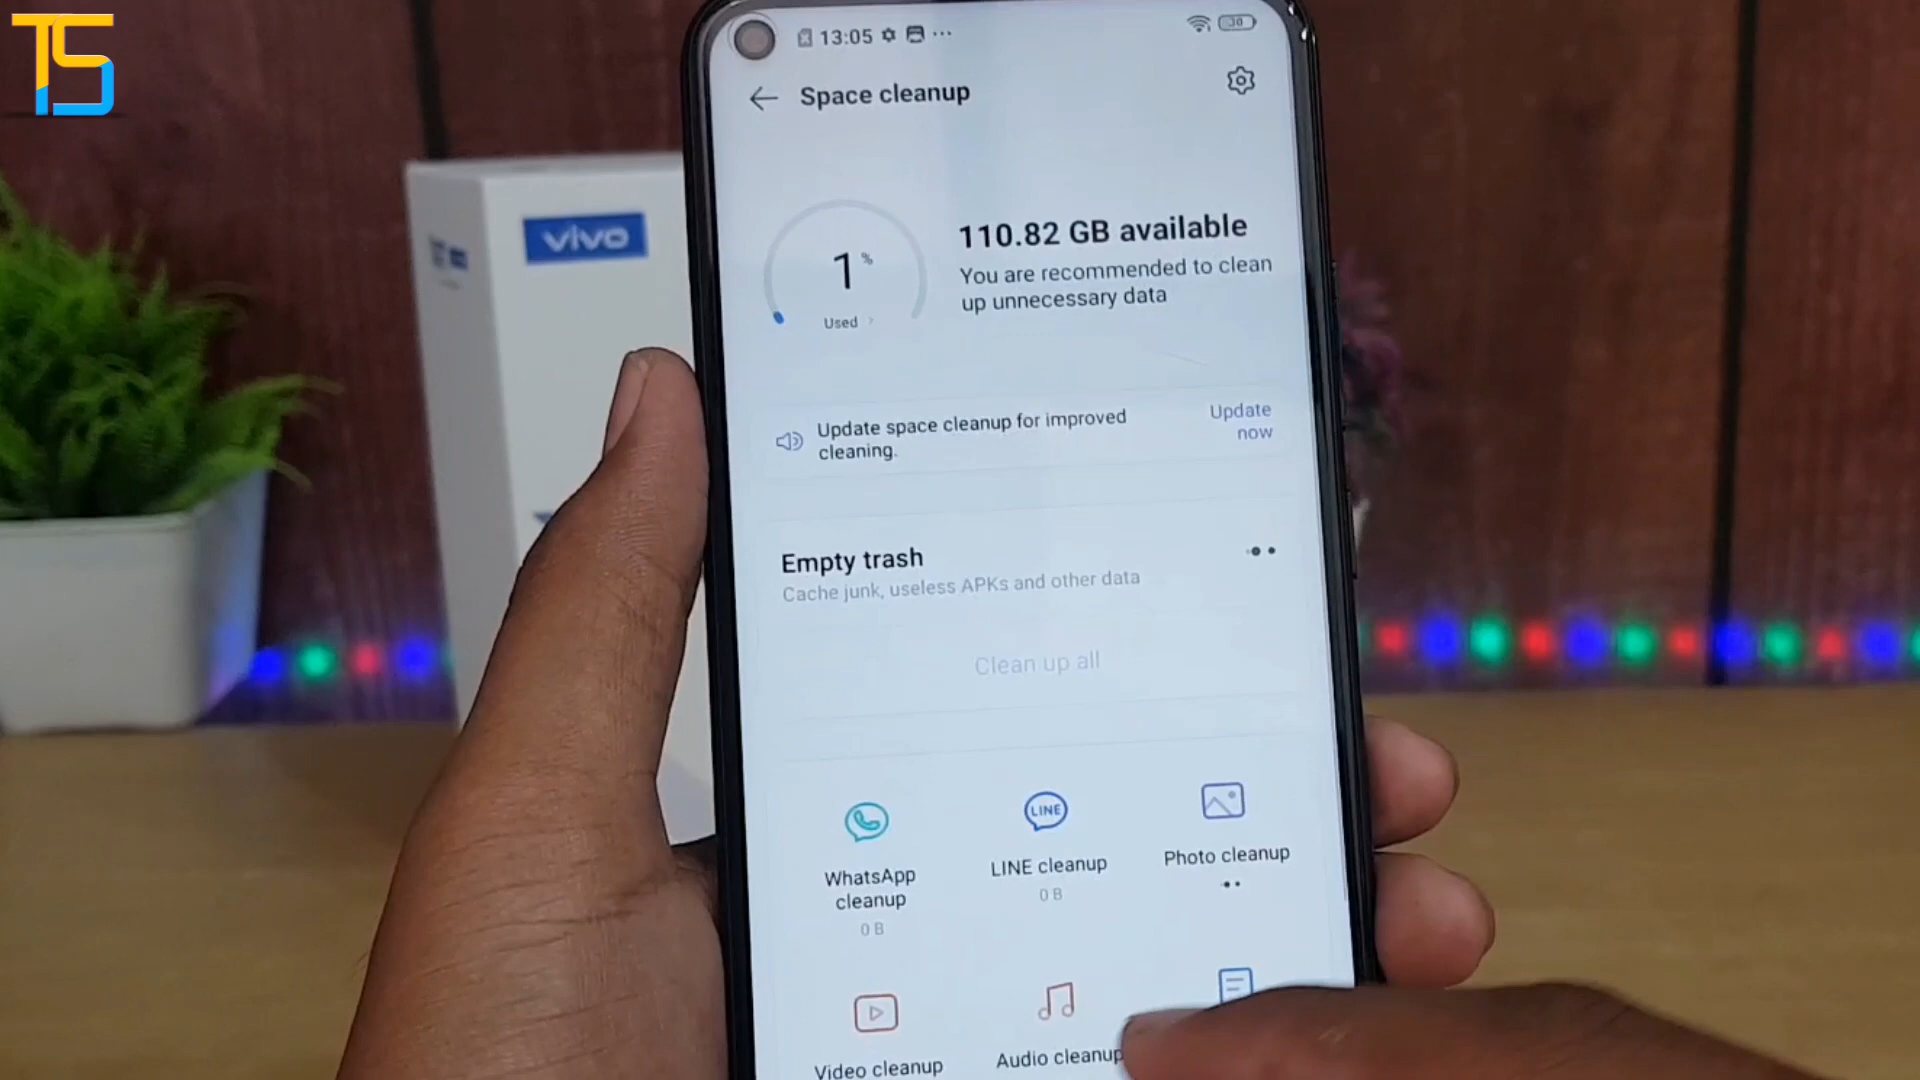 TS
13:05
30
Space cleanup
1%
Used
110.82 GB available
You are recommended to clean
up unnecessary data
vivo
Update space cleanup for improved
cleaning.
Update
now
Empty trash
Cache junk, useless APKs and other data
Clean up all
LINE
WhatsApp
cleanup
0 B
LINE cleanup
0 B
Photo cleanup
Video cleanup
Audio cleanup